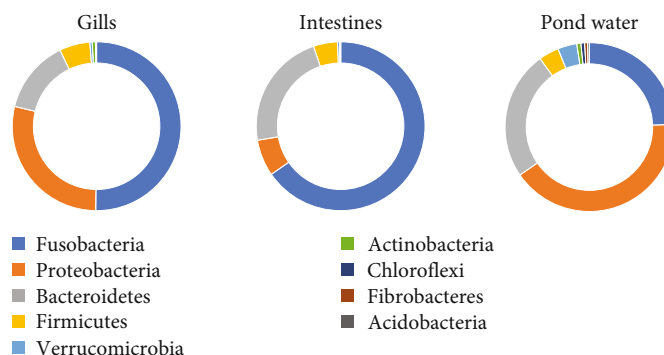 Gills
Intestines
Pond water
Fusobacteria
Proteobacteria
Bacteroidetes
Firmicutes
Verrucomicrobia
Actinobacteria
Chloroflexi
Fibrobacteres
Acidobacteria